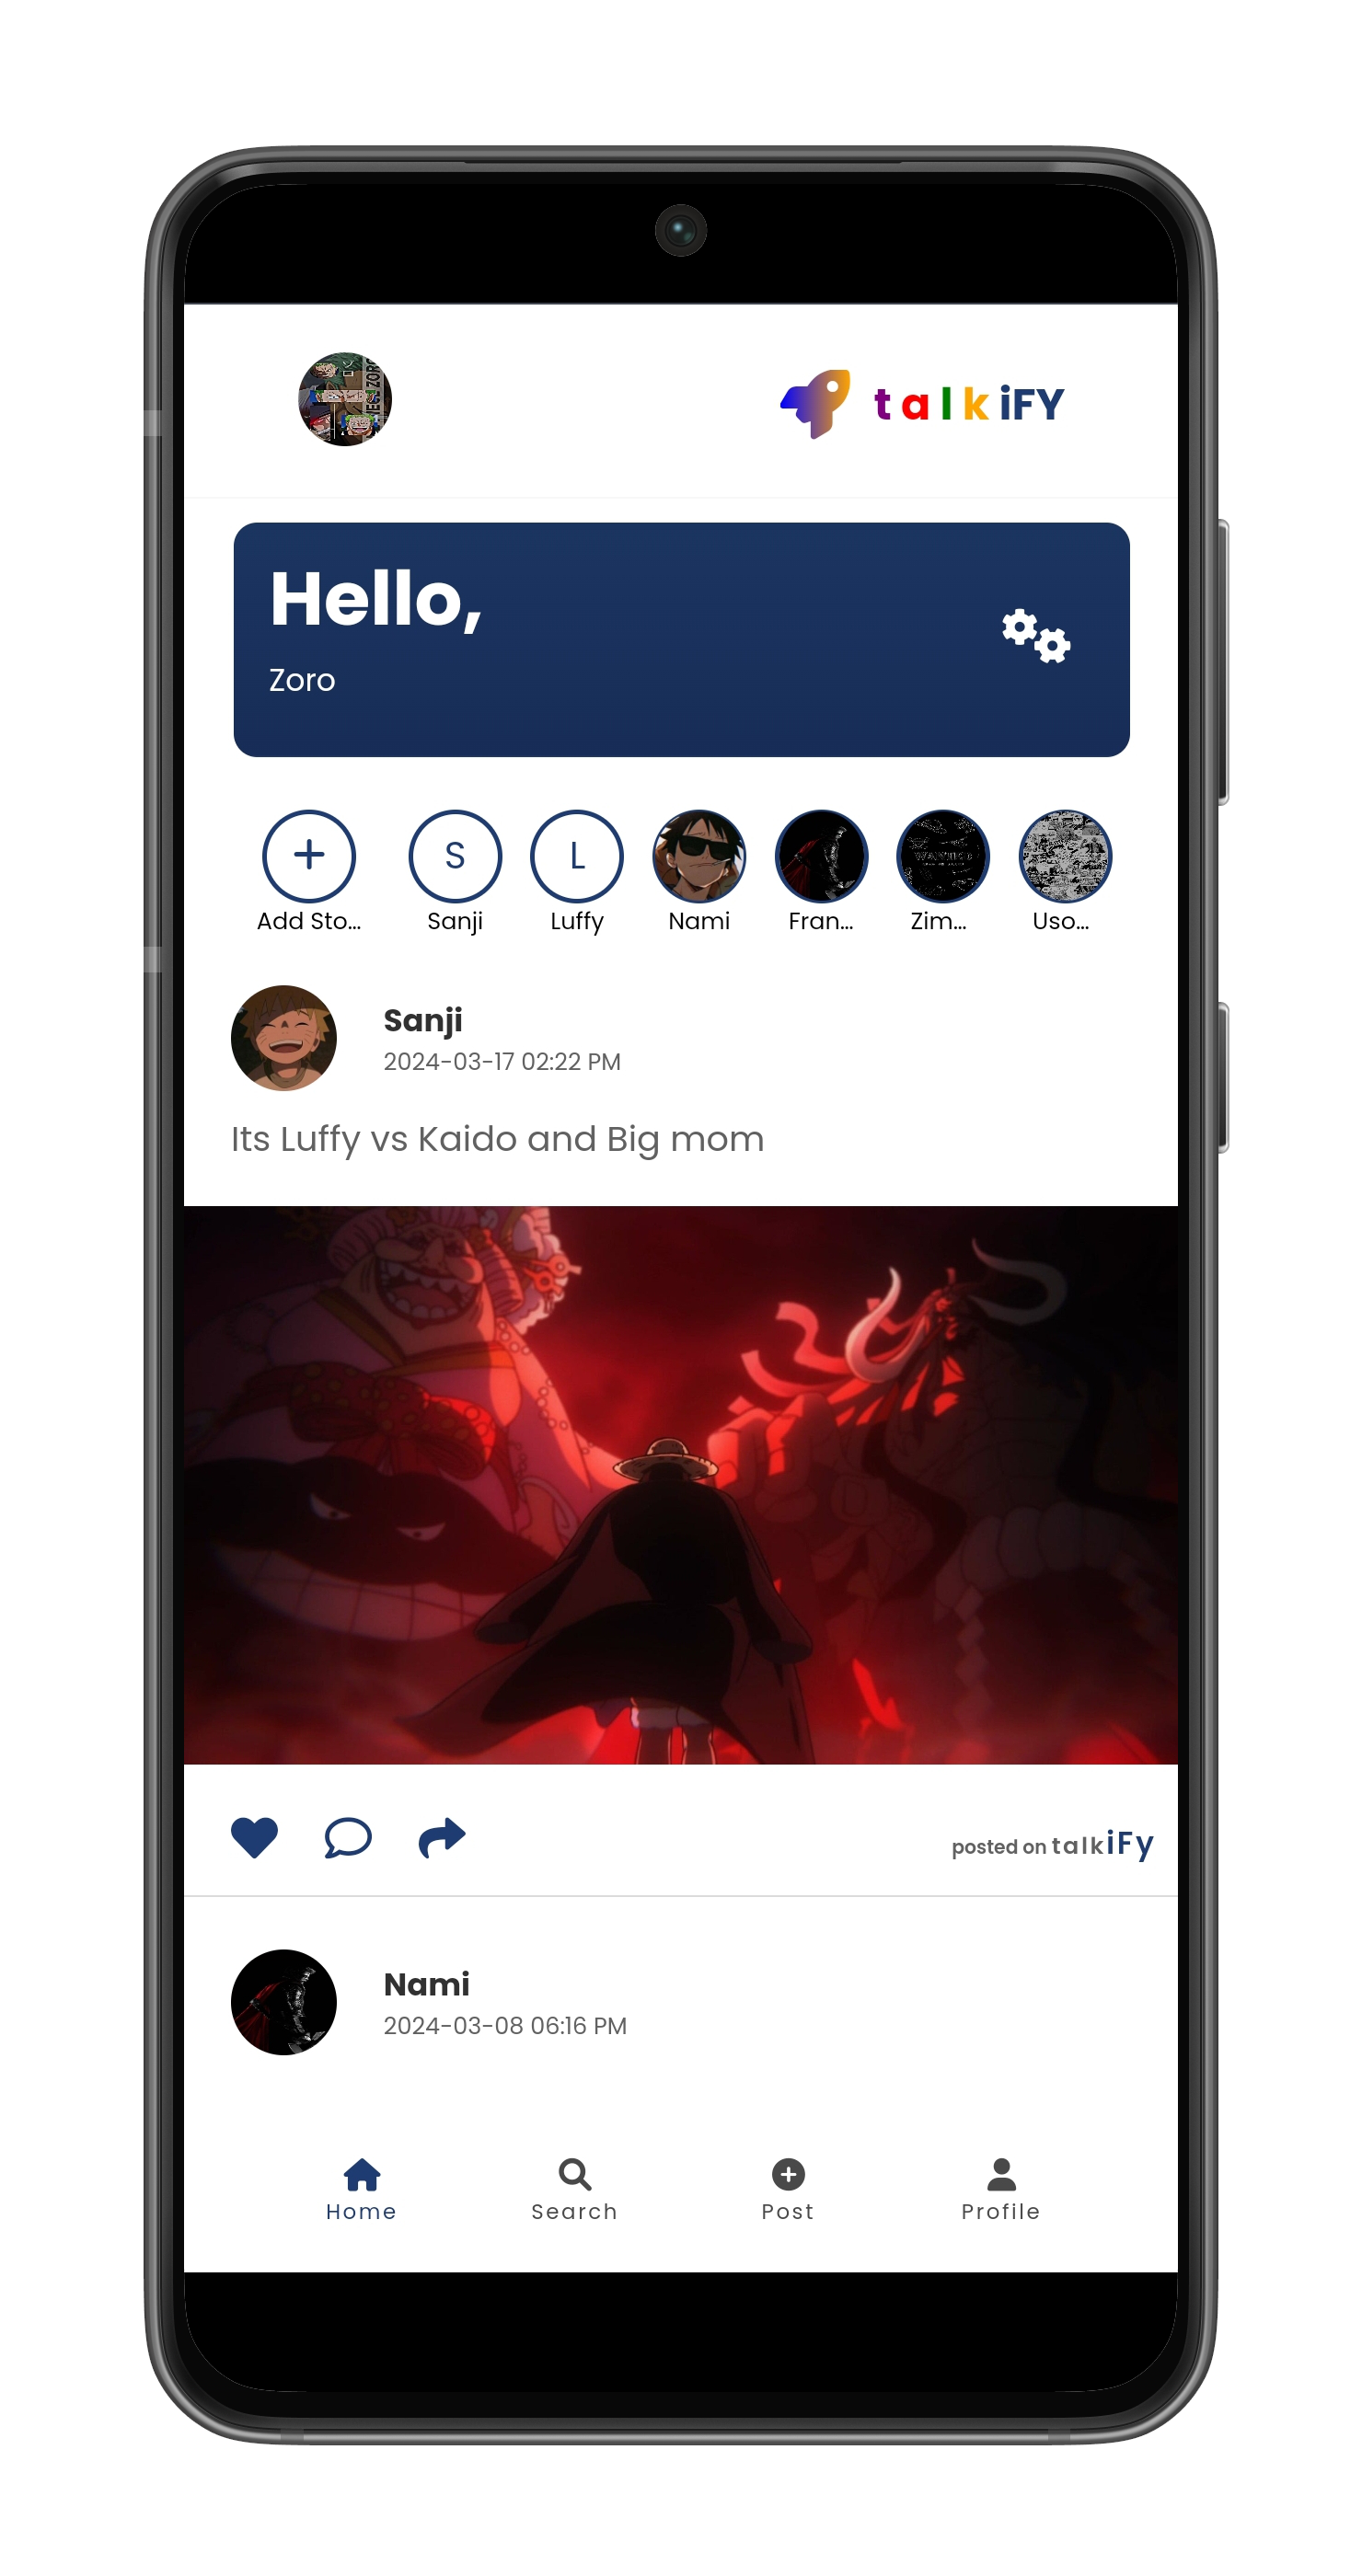 ZORO
talkiFY
Hello,
Zoro
S
L
Add Sto...
Sanji
Luffy
Nami
Fran...
Zim...
Uso...
WANTED
Sanji
2024-03-17 02:22 PM
Its Luffy vs Kaido and Big mom
posted on talkiFy
Nami
2024-03-08 06:16 PM
Home
Search
Post
Profile